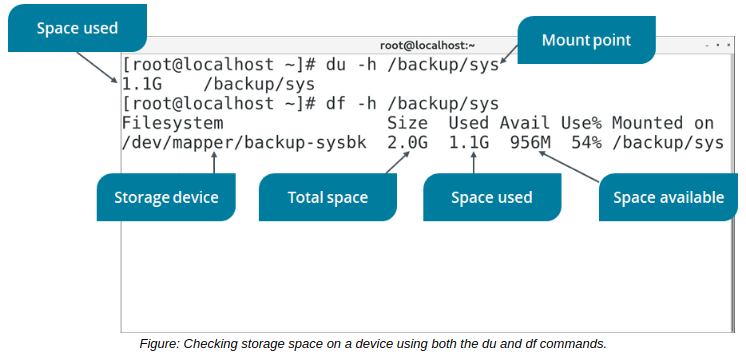 Space used
root@localhost:~
Mount point
[root@localhost ~]# du -h /backup/sys
1.1G    /backup/sys
[root@localhost ~]# df -h /backup/sys
Filesystem                Size  Used Avail Use% Mounted on
/dev/mapper/backup-sysbk  2.0G  1.1G  956M  54% /backup/sys
Storage device
Total space
Space used
Space available
Figure: Checking storage space on a device using both the du and df commands.